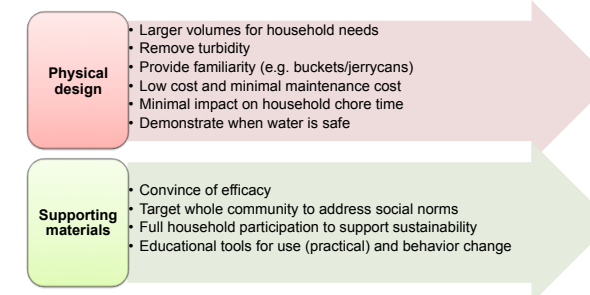 Physical
design
• Larger volumes for household needs
• Remove turbidity
• Provide familiarity (e.g. buckets/jerrycans)
• Low cost and minimal maintenance cost
• Minimal impact on household chore time
• Demonstrate when water is safe
Supporting
materials
• Convince of efficacy
• Target whole community to address social norms
• Full household participation to support sustainability
• Educational tools for use (practical) and behavior change